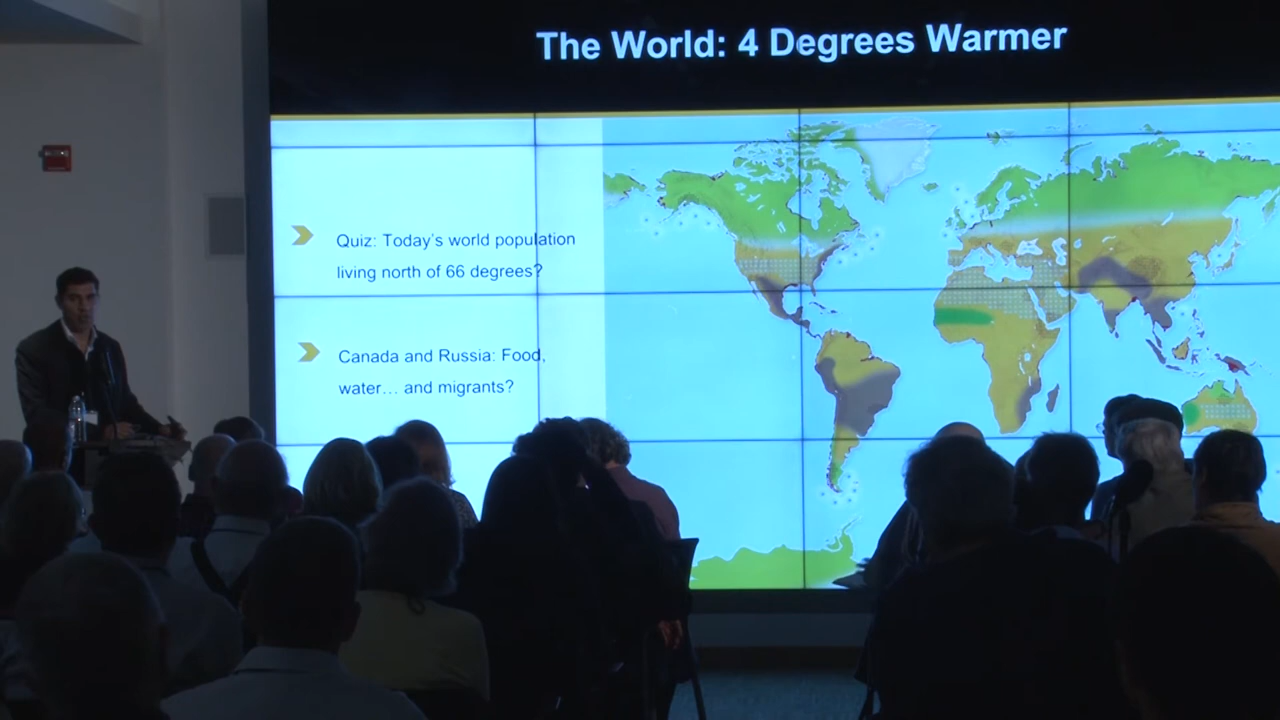 The World: 4 Degrees Warmer
Quiz: Today's world population
living north of 66 degrees?
Canada and Russia: Food,
water... and migrants?